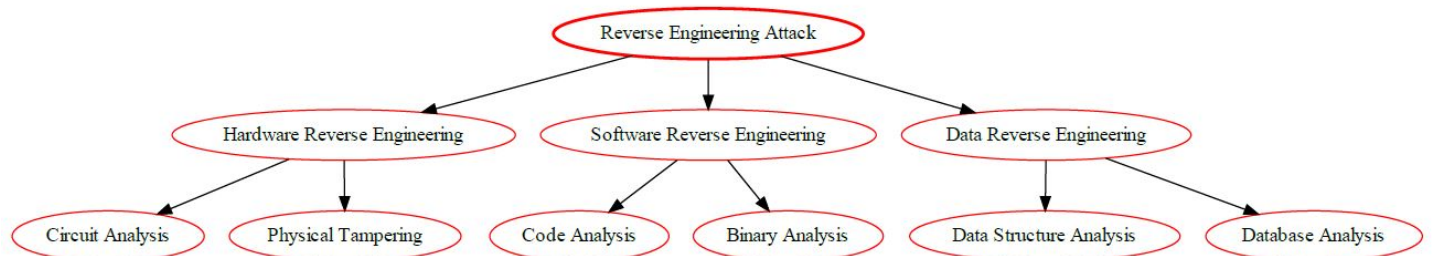 Reverse Engineering Attack
Hardware Reverse Engineering
Software Reverse Engineering
Data Reverse Engineering
Circuit Analysis
Physical Tampering
Code Analysis
Binary Analysis
Data Structure Analysis
Database Analysis